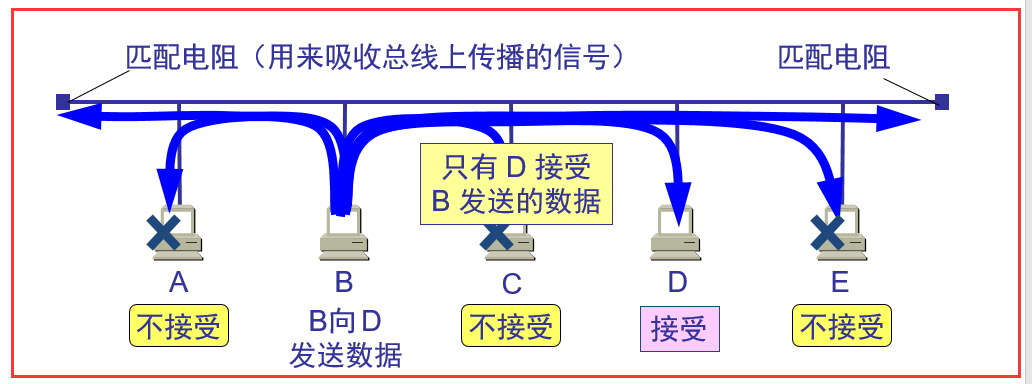 匹配电阻（用来吸收总线上传播的信号）
匹配电阻
只有 D 接受
B 发送的数据
A
B
C
D
E
不接受
B向 D
发送数据
不接受
接受
不接受